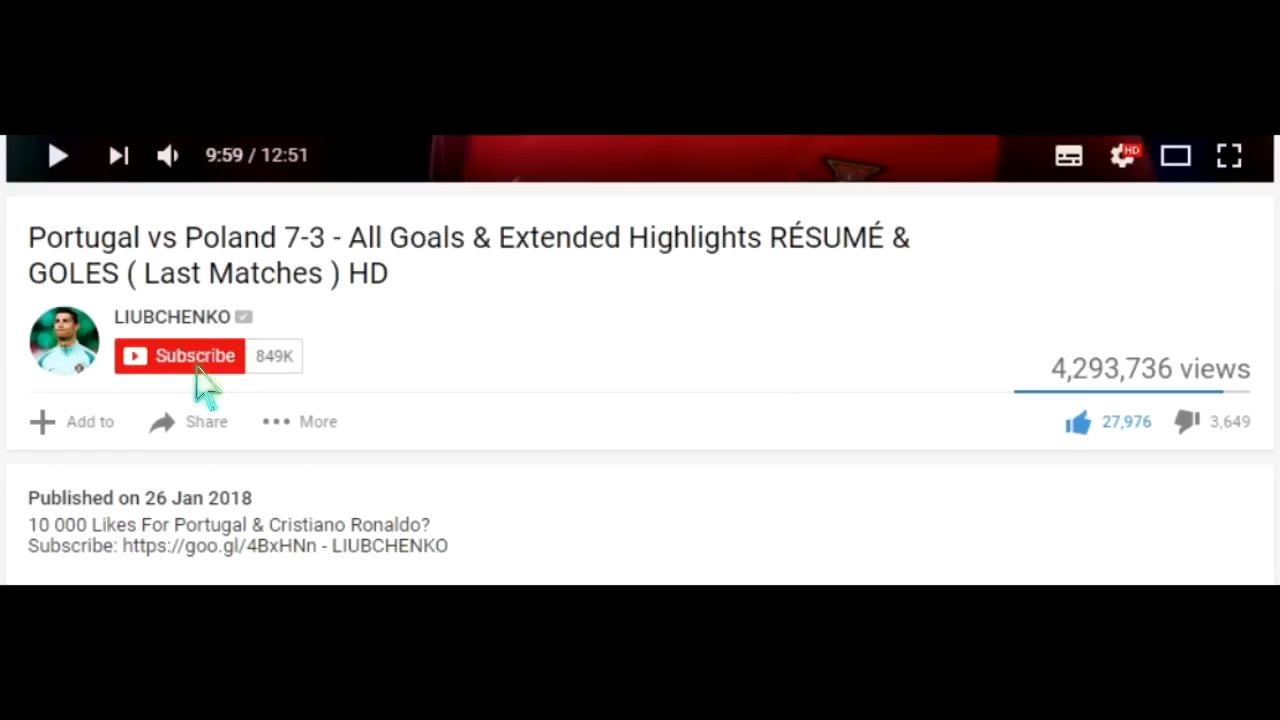 9:59 / 12:51
HD
Portugal vs Poland 7-3 - All Goals & Extended Highlights RÉSUMÉ &
GOLES ( Last Matches ) HD
LIUBCHENKO
Subscribe 849K
4,293,736 views
Add to Share More
27,976 3,649
Published on 26 Jan 2018
10 000 Likes For Portugal & Cristiano Ronaldo?
Subscribe: https://goo.gl/4BxHNn - LIUBCHENKO